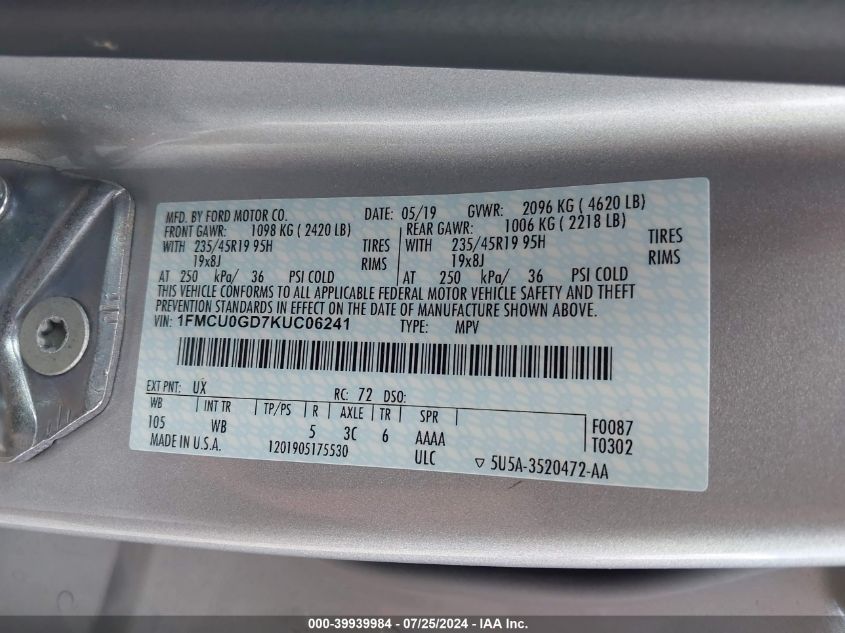 MFD. BY FORD MOTOR CO. DATE: 05/19 GVWR: 2096 KG ( 4620 LB)
FRONT GAWR: 1098 KG ( 2420 LB) REAR GAWR: 1006 KG ( 2218 LB)
WITH 235/45R19 95H TIRES WITH 235/45R19 95H TIRES
19x8J RIMS 19x8J RIMS
AT 250 kPa/ 36 PSI COLD AT 250 kPa/ 36 PSI COLD
THIS VEHICLE CONFORMS TO ALL APPLICABLE FEDERAL MOTOR VEHICLE SAFETY AND THEFT
PREVENTION STANDARDS IN EFFECT ON THE DATE OF MANUFACTURE SHOWN ABOVE.
VIN: 1FMCU0GD7KUC06241 TYPE: MPV
EXT PNT: UX RC: 72 DSO:
WB INT TR TP/PS R AXLE TR SPR F0087
105 WB 5 3C 6 AAAA T0302
MADE IN U.S.A. 1201905175530 ULC ▽ 5U5A-3520472-AA
000-39939984 / 07/25/2024 - IAA Inc.